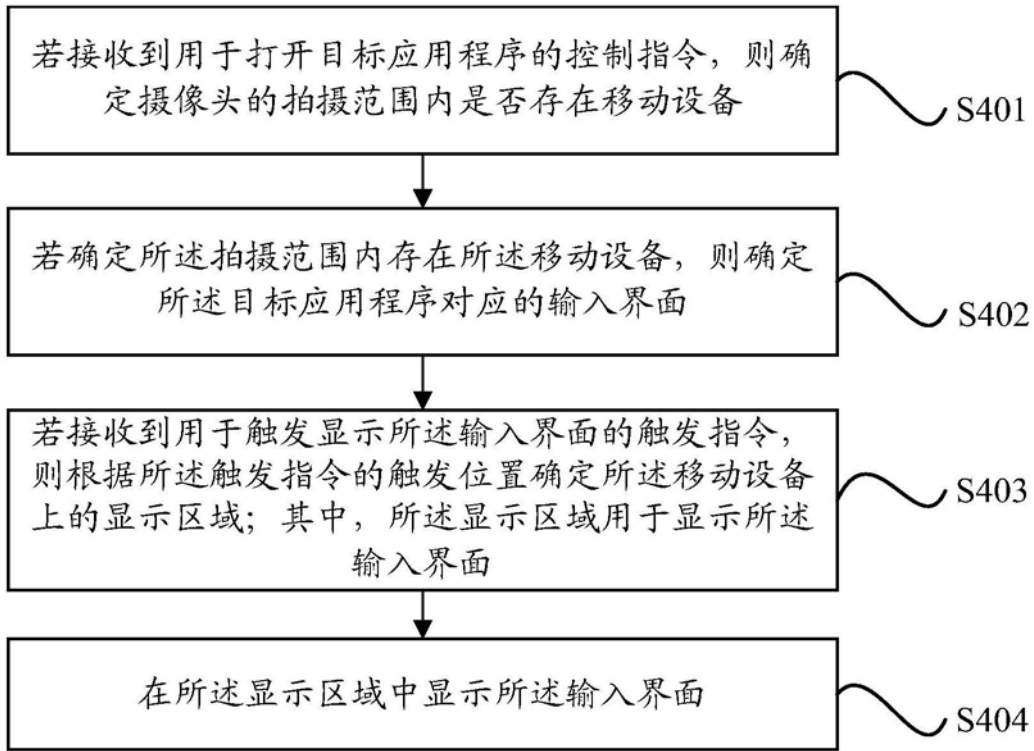 若接收到用于打开目标应用程序的控制指令，则确
定摄像头的拍摄范围内是否存在移动设备
S401
若确定所述拍摄范围内存在所述移动设备，则确定
所述目标应用程序对应的输入界面
S402
若接收到用于触发显示所述输入界面的触发指令，
则根据所述触发指令的触发位置确定所述移动设备
上的显示区域；其中，所述显示区域用于显示所述
输入界面
S403
在所述显示区域中显示所述输入界面
S404